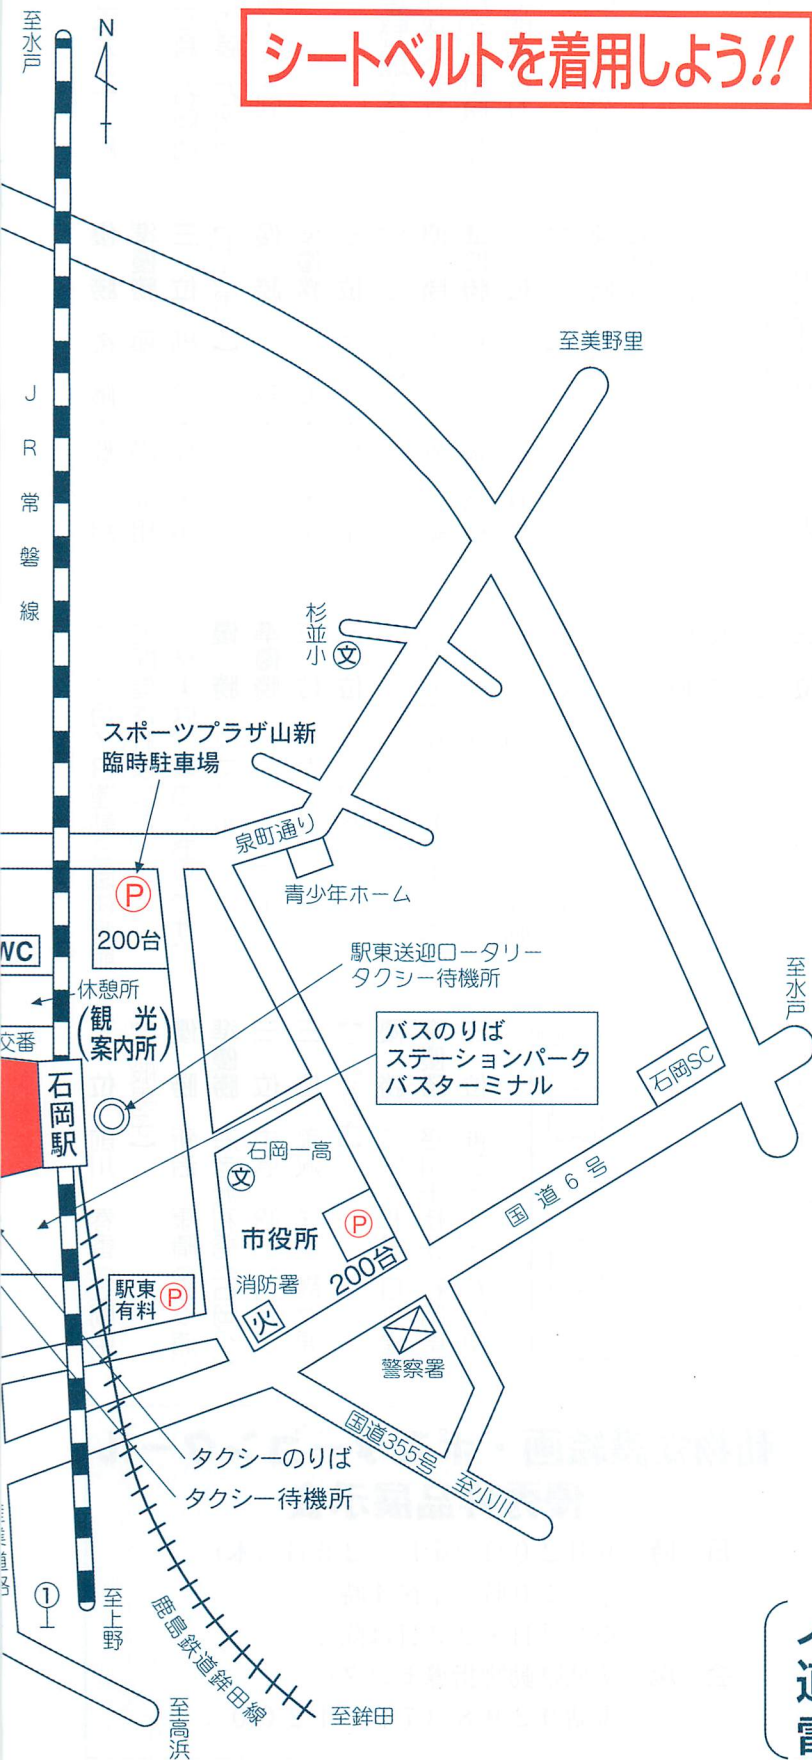 シートベルトを着用しよう!!
至水戸
N
至美野里
JR常磐線
杉並小
文
スポーツプラザ山新
臨時駐車場
泉町通り
青少年ホーム
P
200台
WC
休憩所
(観光
案内所)
交番
駅東送迎ロータリー
タクシー待機所
至水戸
バスのりば
ステーションパーク
バスターミナル
石岡SC
石岡駅
石岡一高
文
国道6号
市役所
P
200台
駅東
有料
P
消防署
火
警察署
国道355号
至小川
タクシーのりば
タクシー待機所
①
至上野
鹿島鉄道鉾田線
至高浜
至鉾田